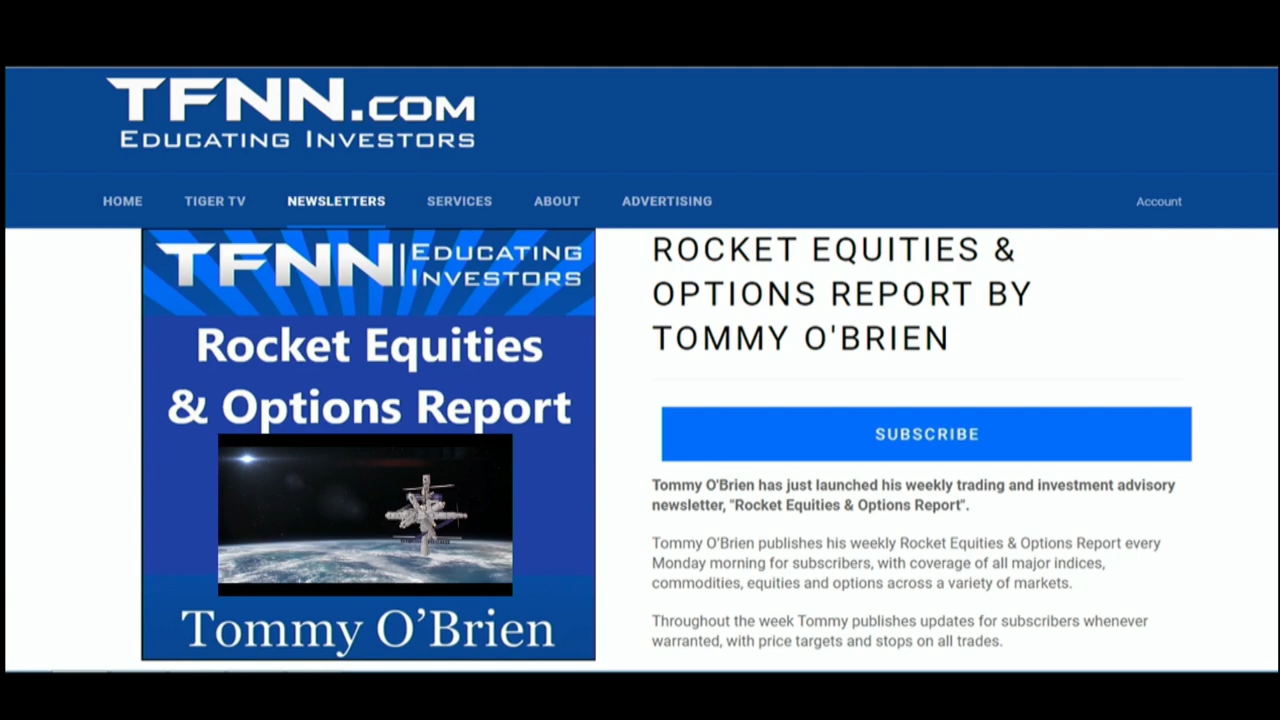 TFNN.COM
EDUCATING INVESTORS
HOME TIGER TV NEWSLETTERS SERVICES ABOUT ADVERTISING Account
TFNN EDUCATING
INVESTORS
Rocket Equities
& Options Report
Tommy O’Brien
ROCKET EQUITIES &
OPTIONS REPORT BY
TOMMY O'BRIEN
SUBSCRIBE
Tommy O'Brien has just launched his weekly trading and investment advisory
newsletter, "Rocket Equities & Options Report".
Tommy O'Brien publishes his weekly Rocket Equities & Options Report every
Monday morning for subscribers, with coverage of all major indices,
commodities, equities and options across a variety of markets.
Throughout the week Tommy publishes updates for subscribers whenever
warranted, with price targets and stops on all trades.